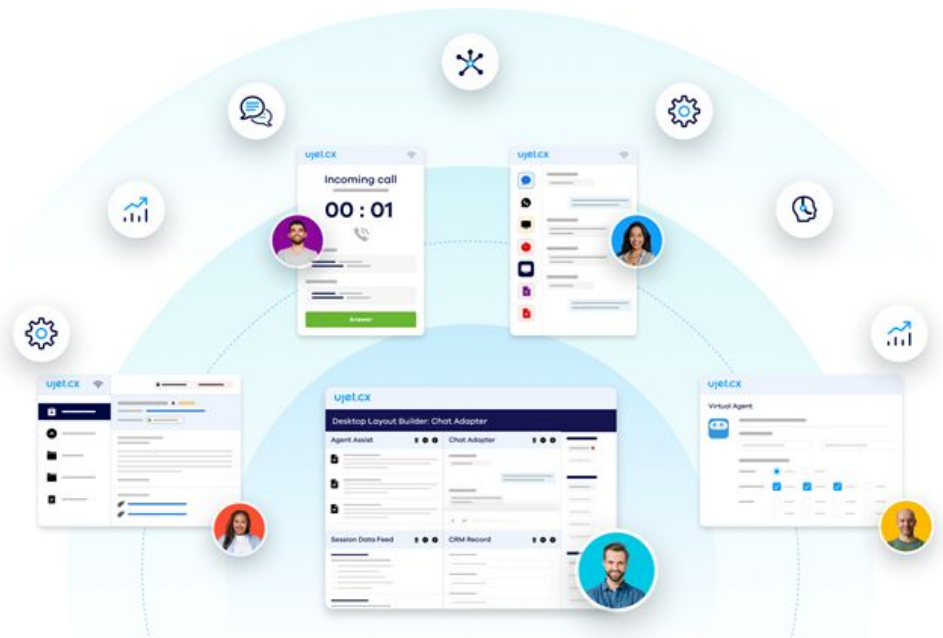 ujet.cx
Incoming call
00 : 01
Answer
ujet.cx
ujet.cx
ujet.cx
Desktop Layout Builder: Chat Adapter
Agent Assist
Chat Adapter
Session Data Feed
CRM Record
ujet.cx
Virtual Agent